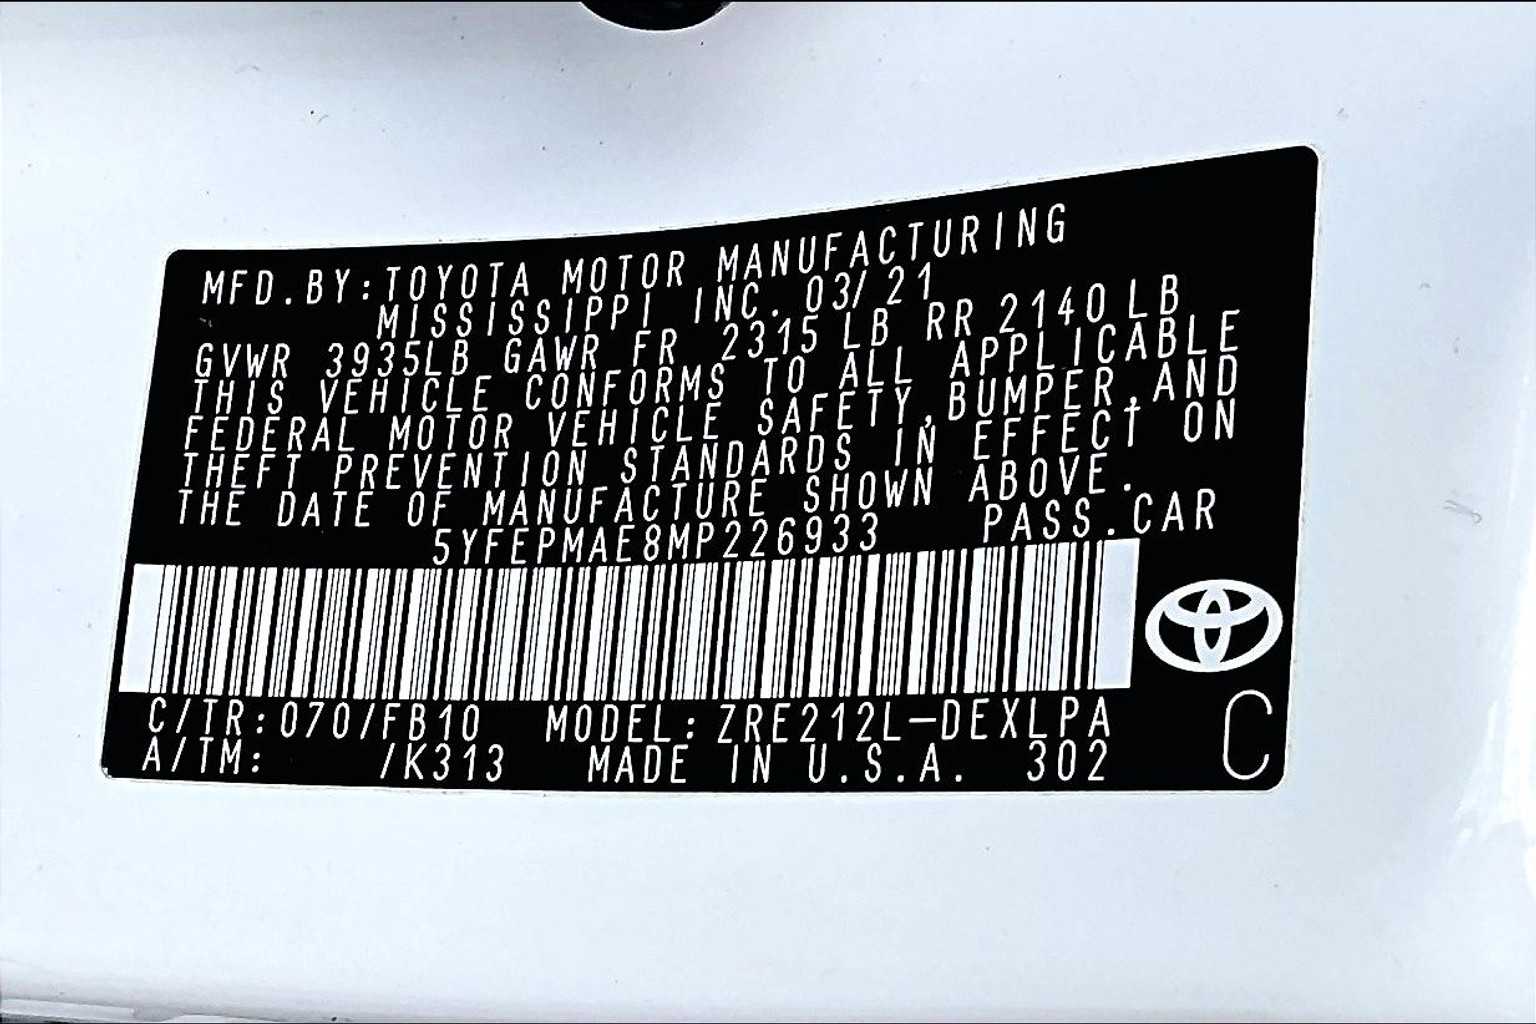 MFD.BY:TOYOTA MOTOR MANUFACTURING
MISSISSIPPI INC. 03/21
GVWR 3935LB GAWR FR 2315 LB RR 2140 LB
THIS VEHICLE CONFORMS TO ALL APPLICABLE
FEDERAL MOTOR VEHICLE SAFETY,BUMPER,AND
THEFT PREVENTION STANDARDS IN EFFECT ON
THE DATE OF MANUFACTURE SHOWN ABOVE.
5YFEPMAE8MP226933 PASS.CAR
C/TR:070/FB10 MODEL:ZRE212L-DEXLPA
A/TM: /K313 MADE IN U.S.A. 302
C